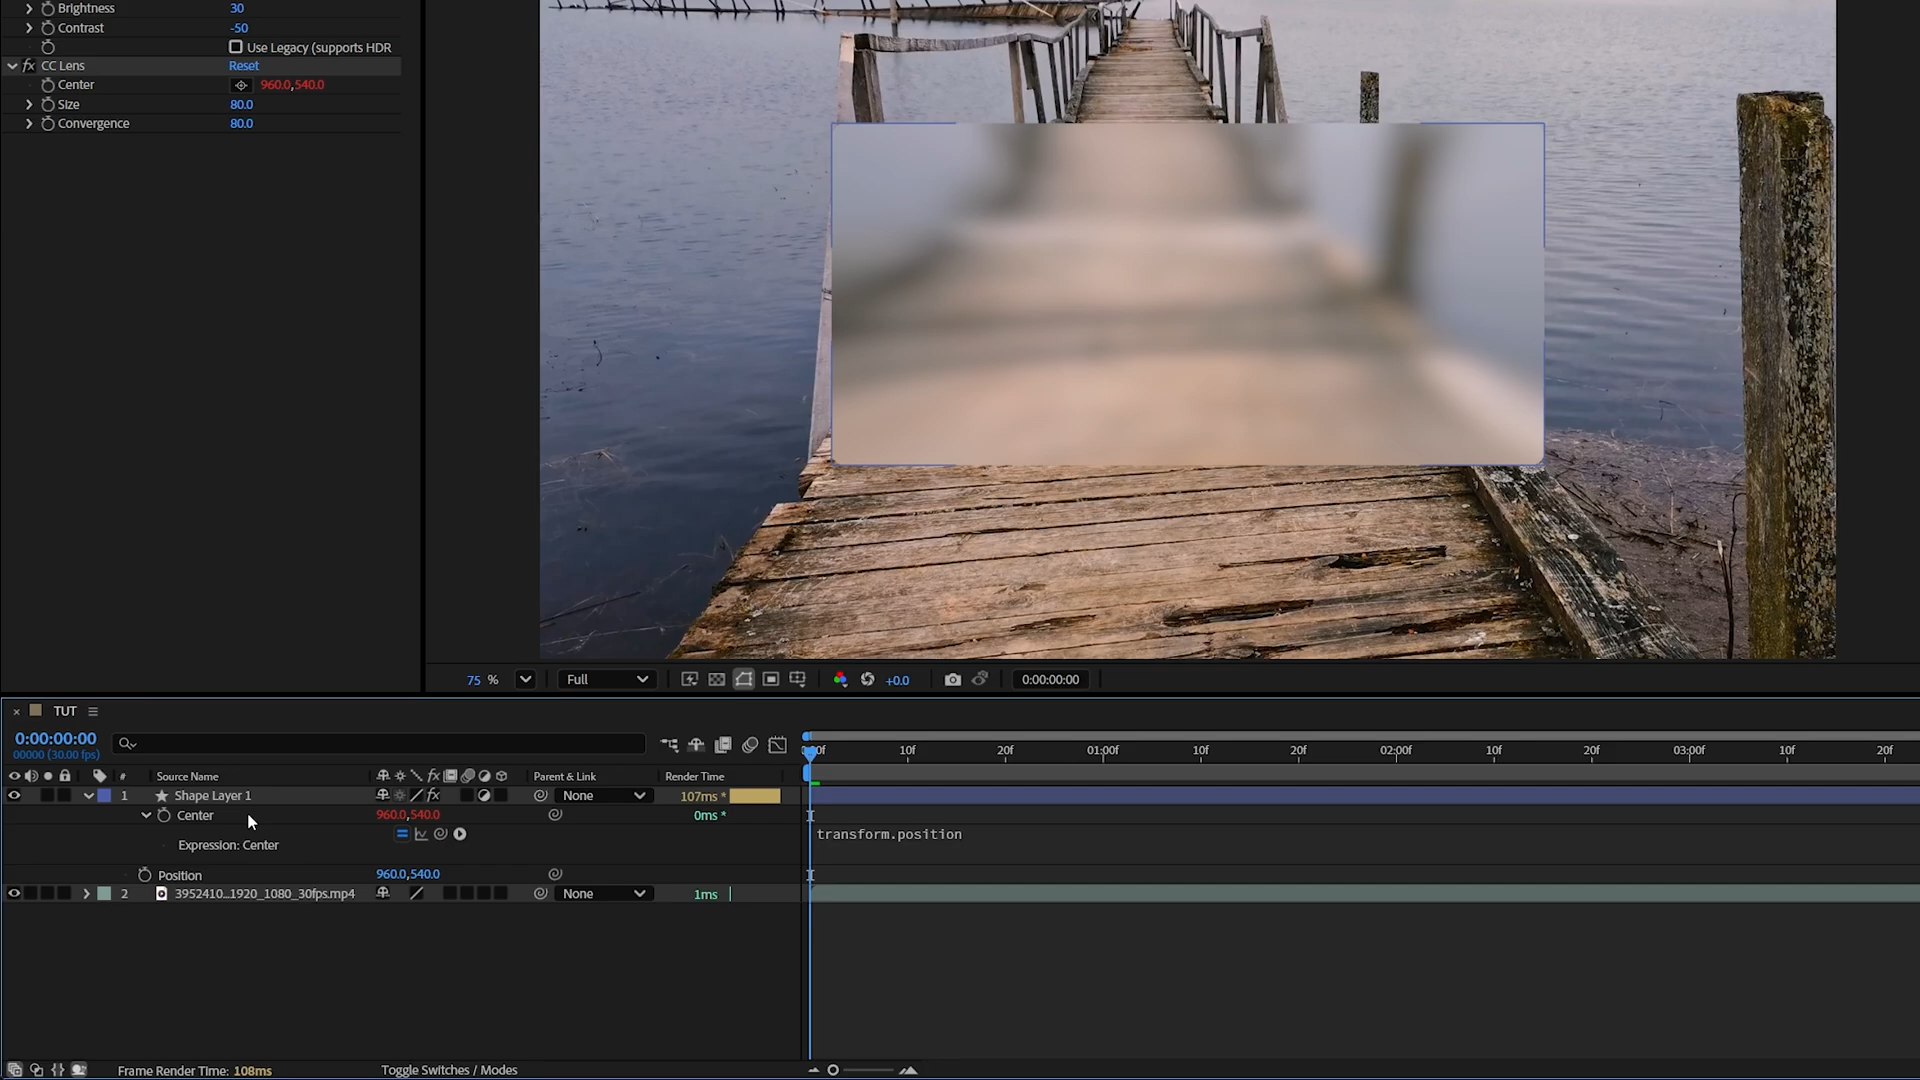 Brightness 30
Contrast -50
Use Legacy (supports HDR
fx CC Lens Reset
Center 960.0,540.0
Size 80.0
Convergence 80.0
75 % Full +0.0 0:00:00:00
× TUT
0:00:00:00
00000 (30.00 fps)
:00f 10f 20f 01:00f 10f 20f 02:00f 10f 20f 03:00f 10f 20f
# Source Name fx Parent & Link Render Time
1 Shape Layer 1 fx None 107ms *
Center 960.0,540.0 0ms *
transform.position
Expression: Center
Position 960.0,540.0
2 3952410...1920_1080_30fps.mp4 None 1ms
Frame Render Time: 108ms Toggle Switches / Modes